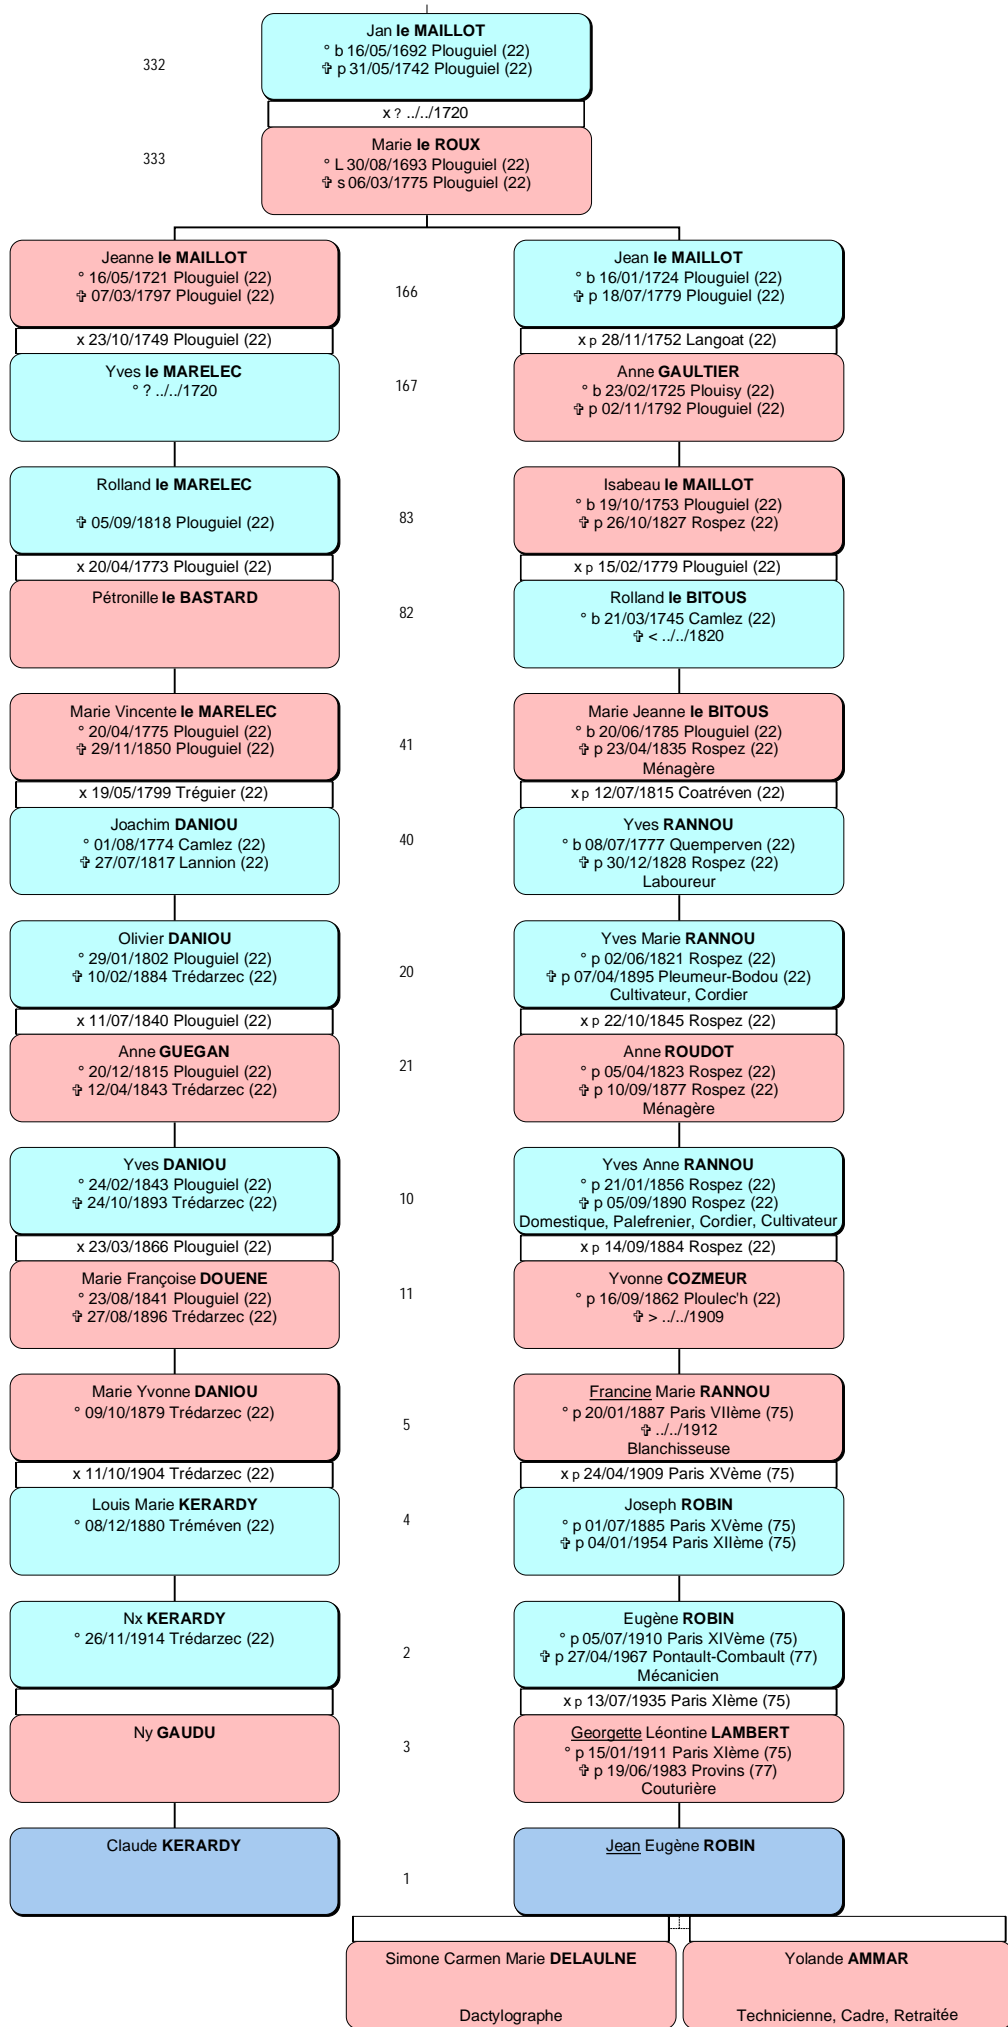 Jan le MAILLOT
° b 16/05/1692 Plouguiel (22)
✞ p 31/05/1742 Plouguiel (22)
332
x ? ../../1720
Marie le ROUX
° L 30/08/1693 Plouguiel (22)
✞ s 06/03/1775 Plouguiel (22)
333
Jeanne le MAILLOT
° 16/05/1721 Plouguiel (22)
✞ 07/03/1797 Plouguiel (22)
166
Jean le MAILLOT
° b 16/01/1724 Plouguiel (22)
✞ p 18/07/1779 Plouguiel (22)
x 23/10/1749 Plouguiel (22)
x p 28/11/1752 Langoat (22)
Yves le MARELEC
° ? ../../1720
167
Anne GAULTIER
° b 23/02/1725 Plouisy (22)
✞ p 02/11/1792 Plouguiel (22)
Rolland le MARELEC
✞ 05/09/1818 Plouguiel (22)
83
Isabeau le MAILLOT
° b 19/10/1753 Plouguiel (22)
✞ p 26/10/1827 Rospez (22)
x 20/04/1773 Plouguiel (22)
x p 15/02/1779 Plouguiel (22)
Pétronille le BASTARD
82
Rolland le BITOUS
° b 21/03/1745 Camlez (22)
✞ < ../../1820
Marie Vincente le MARELEC
° 20/04/1775 Plouguiel (22)
✞ 29/11/1850 Plouguiel (22)
41
Marie Jeanne le BITOUS
° b 20/06/1785 Plouguiel (22)
✞ p 23/04/1835 Rospez (22)
Ménagère
x 19/05/1799 Tréguier (22)
x p 12/07/1815 Coatréven (22)
Joachim DANIOU
° 01/08/1774 Camlez (22)
✞ 27/07/1817 Lannion (22)
40
Yves RANNOU
° b 08/07/1777 Quemperven (22)
✞ p 30/12/1828 Rospez (22)
Laboureur
Olivier DANIOU
° 29/01/1802 Plouguiel (22)
✞ 10/02/1884 Trédarzec (22)
20
Yves Marie RANNOU
° p 02/06/1821 Rospez (22)
✞ p 07/04/1895 Pleumeur-Bodou (22)
Cultivateur, Cordier
x 11/07/1840 Plouguiel (22)
x p 22/10/1845 Rospez (22)
Anne GUEGAN
° 20/12/1815 Plouguiel (22)
✞ 12/04/1843 Trédarzec (22)
21
Anne ROUDOT
° p 05/04/1823 Rospez (22)
✞ p 10/09/1877 Rospez (22)
Ménagère
Yves DANIOU
° 24/02/1843 Plouguiel (22)
✞ 24/10/1893 Trédarzec (22)
10
Yves Anne RANNOU
° p 21/01/1856 Rospez (22)
✞ p 05/09/1890 Rospez (22)
Domestique, Palefrenier, Cordier, Cultivateur
x 23/03/1866 Plouguiel (22)
x p 14/09/1884 Rospez (22)
Marie Françoise DOUENE
° 23/08/1841 Plouguiel (22)
✞ 27/08/1896 Trédarzec (22)
11
Yvonne COZMEUR
° p 16/09/1862 Ploulec'h (22)
✞ > ../../1909
Marie Yvonne DANIOU
° 09/10/1879 Trédarzec (22)
5
Francine Marie RANNOU
° p 20/01/1887 Paris VIIème (75)
✞ ../../1912
Blanchisseuse
x 11/10/1904 Trédarzec (22)
x p 24/04/1909 Paris XVème (75)
Louis Marie KERARDY
° 08/12/1880 Tréméven (22)
4
Joseph ROBIN
° p 01/07/1885 Paris XVème (75)
✞ p 04/01/1954 Paris XIIème (75)
Nx KERARDY
° 26/11/1914 Trédarzec (22)
2
Eugène ROBIN
° p 05/07/1910 Paris XIVème (75)
✞ p 27/04/1967 Pontault-Combault (77)
Mécanicien
x p 13/07/1935 Paris XIème (75)
Ny GAUDU
3
Georgette Léontine LAMBERT
° p 15/01/1911 Paris XIème (75)
✞ p 19/06/1983 Provins (77)
Couturière
Claude KERARDY
1
Jean Eugène ROBIN
Simone Carmen Marie DELAULNE
Dactylographe
Yolande AMMAR
Technicienne, Cadre, Retraitée